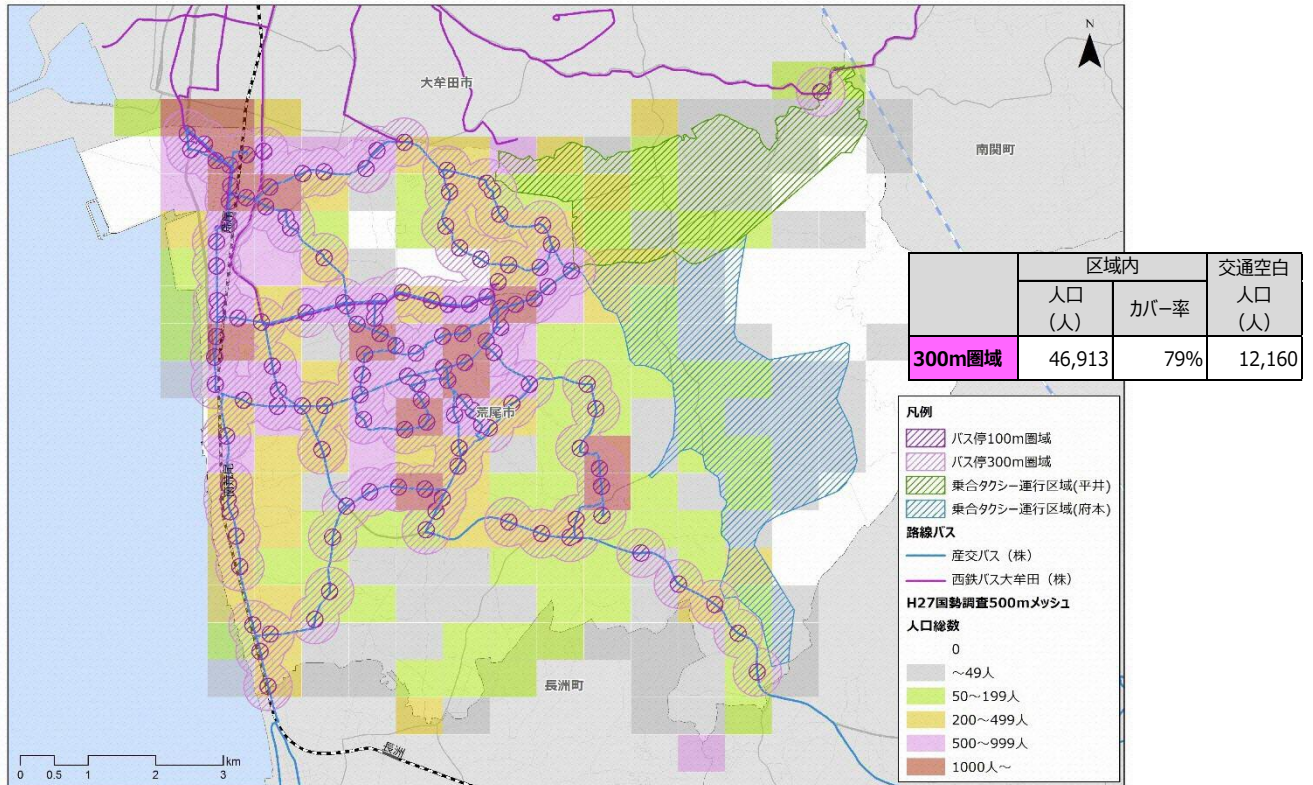 N
大牟田市
南関町
荒尾
荒尾市
南荒尾
長洲町
長洲
0 0.5 1 2 3 km
区域内 交通空白
人口 カバー率 人口
(人) (人)
300m圏域 46,913 79% 12,160
凡例
バス停100m圏域
バス停300m圏域
乗合タクシー運行区域(平井)
乗合タクシー運行区域(府本)
路線バス
産交バス(株)
西鉄バス大牟田(株)
H27国勢調査500mメッシュ
人口総数
0
～49人
50～199人
200～499人
500～999人
1000人～